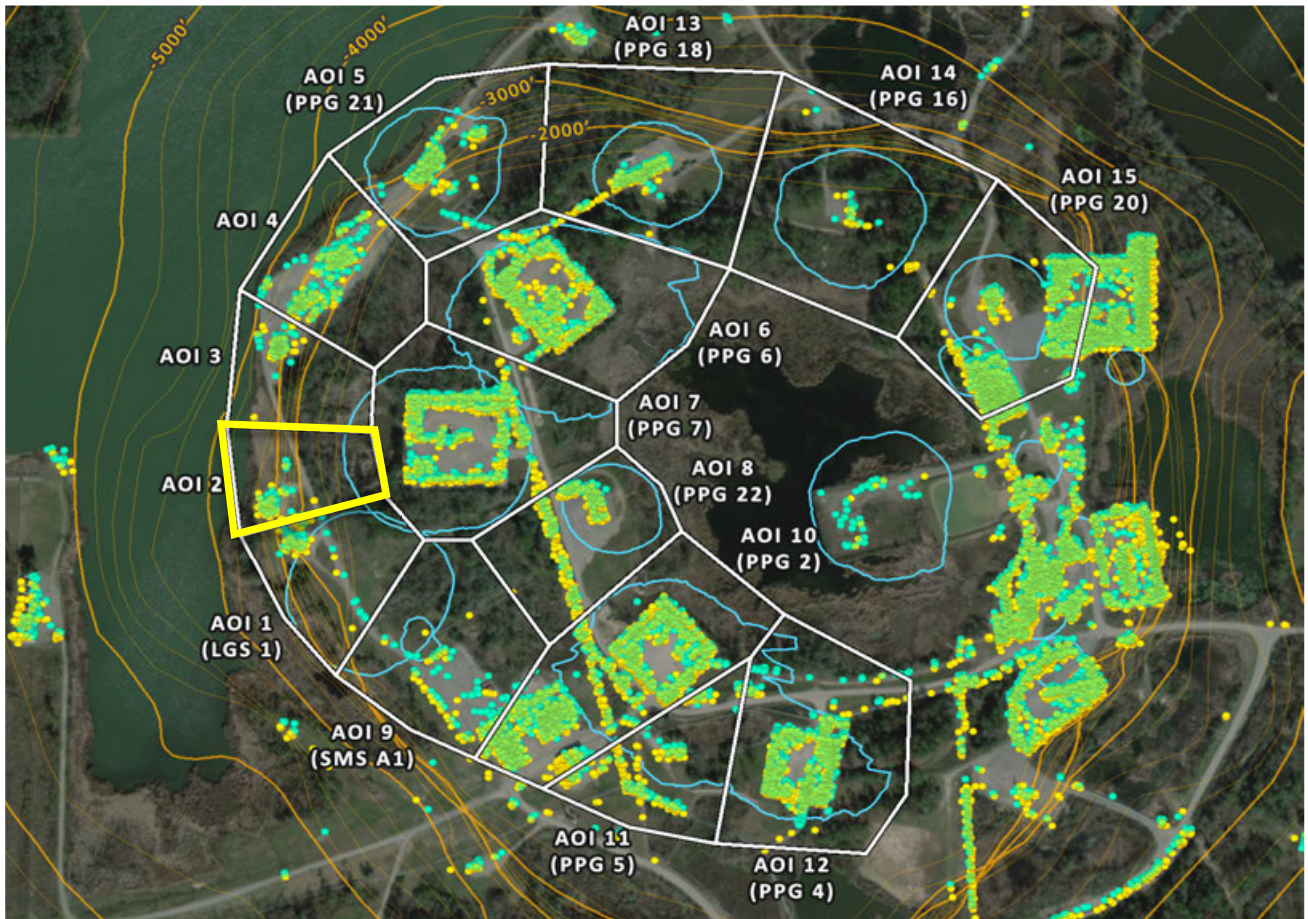 -5000'
-4000'
AOI 13
(PPG 18)
AOI 5
(PPG 21)
AOI 14
(PPG 16)
-3000'
-2000'
AOI 15
(PPG 20)
AOI 4
AOI 3
AOI 6
(PPG 6)
AOI 7
(PPG 7)
AOI 2
AOI 8
(PPG 22)
AOI 10
(PPG 2)
AOI 1
(LGS 1)
AOI 9
(SMS A1)
AOI 11
(PPG 5)
AOI 12
(PPG 4)